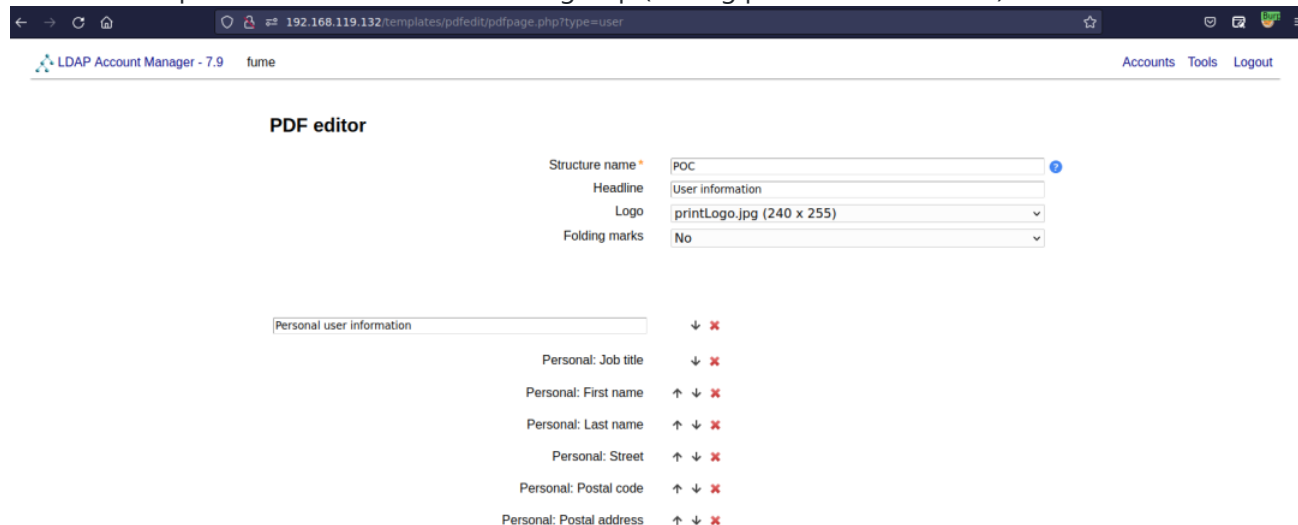 192.168.119.132/templates/pdfedit/pdfpage.php?type=user
LDAP Account Manager - 7.9 fume Accounts Tools Logout
PDF editor
Structure name* POC
Headline User information
Logo printLogo.jpg (240 x 255)
Folding marks No
Personal user information
Personal: Job title
Personal: First name
Personal: Last name
Personal: Street
Personal: Postal code
Personal: Postal address